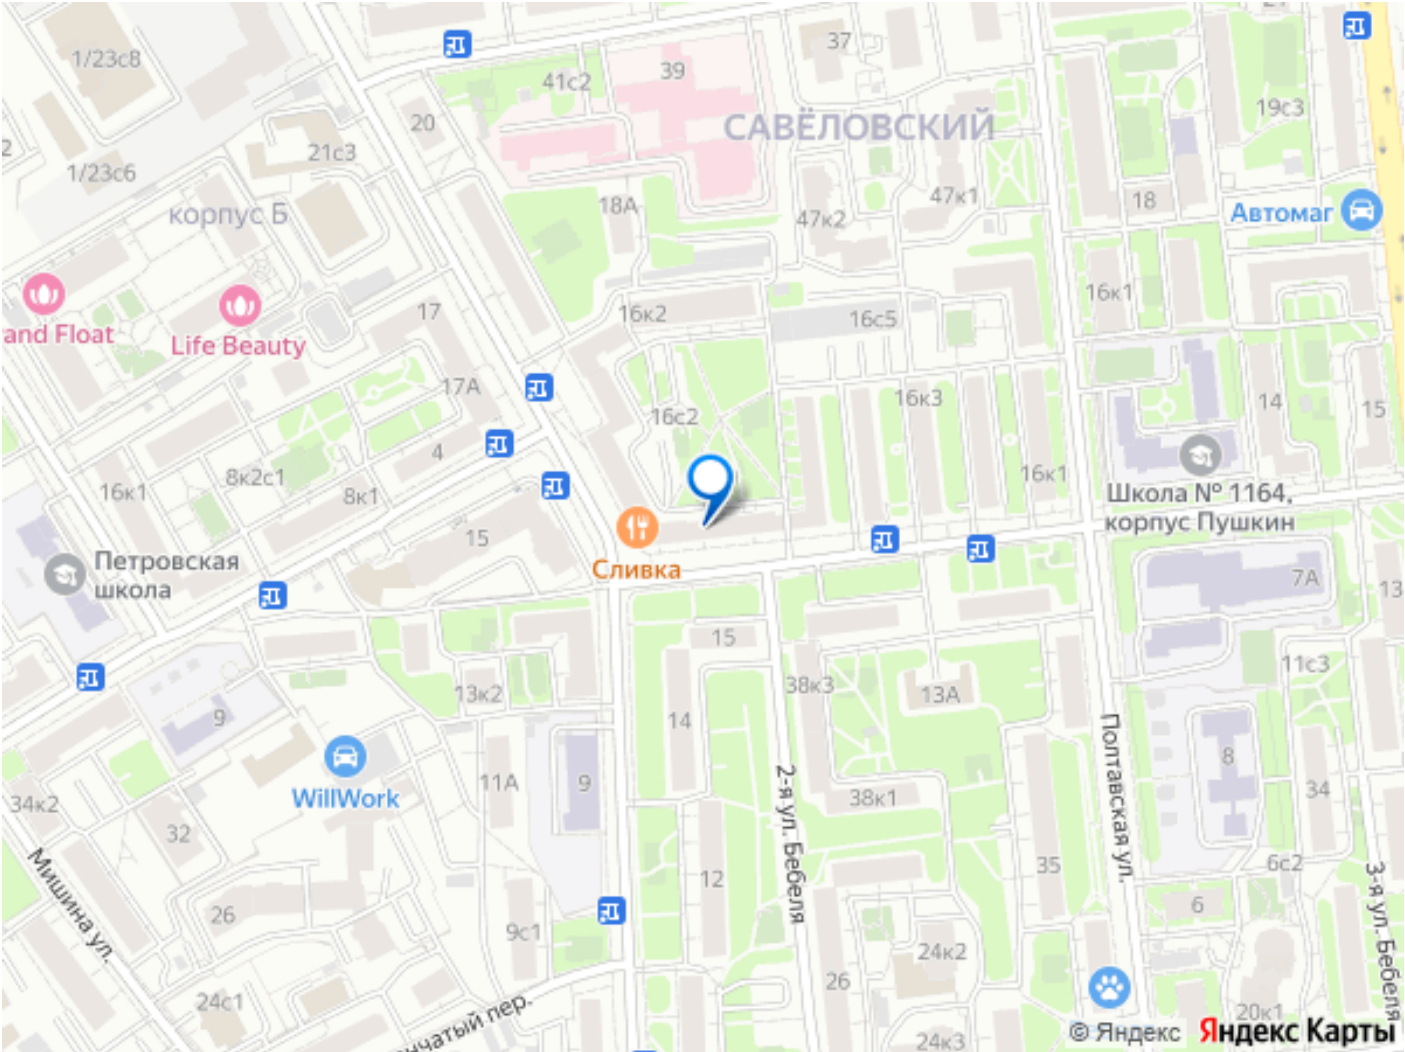 21
37
1/23с8
39
41с2
САВЁЛОВСКИЙ
19с3
20
21с3
2
1/23с6
47к1
18
18А
корпус Б
47к2
Автомаг
16к1
17
16к2
16с5
and Float
Life Beauty
17А
16к3
14
15
16с2
4
8к2с1
16к1
8к1
16к1
Школа № 1164,
корпус Пушкин
15
Петровская
школа
Сливка
7А
13
15
11с3
13к2
38к3
13А
9
14
Полтавская ул.
8
11А
9
2-я ул. Бебеля
WillWork
38к1
34
34к2
32
Мишина ул.
12
35
6с2
3-я ул. Бебеля
26
6
9с1
24к2
26
24с1
20к1
нчатый пер.
24к3
© Яндекс Яндекс Карты